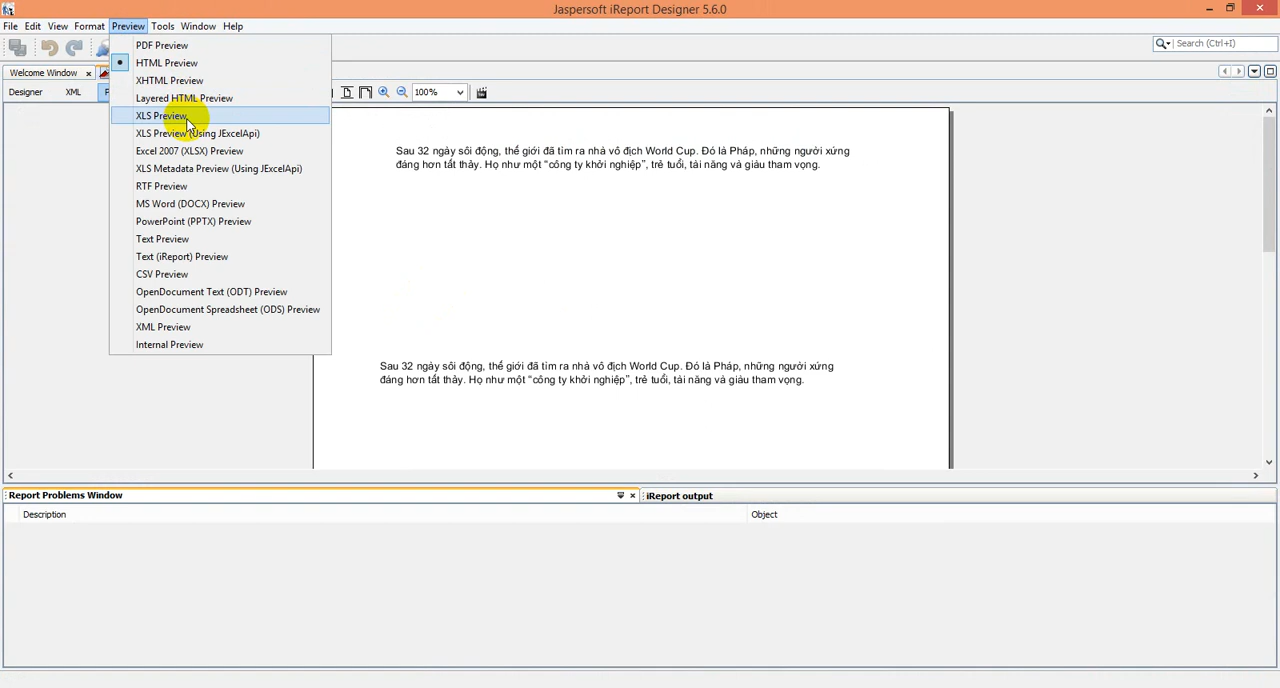 Jaspersoft iReport Designer 5.6.0
File Edit View Format Preview Tools Window Help
Search (Ctrl+I)
PDF Preview
HTML Preview
XHTML Preview
Layered HTML Preview
XLS Preview
XLS Preview (Using JExcelApi)
Excel 2007 (XLSX) Preview
XLS Metadata Preview (Using JExcelApi)
RTF Preview
MS Word (DOCX) Preview
PowerPoint (PPTX) Preview
Text Preview
Text (iReport) Preview
CSV Preview
OpenDocument Text (ODT) Preview
OpenDocument Spreadsheet (ODS) Preview
XML Preview
Internal Preview
Welcome Window
Designer XML
100%
Sau 32 ngày sôi động, thế giới đã tìm ra nhà vô địch World Cup. Đó là Pháp, những người xứng
đáng hơn tất thảy. Họ như một “công ty khởi nghiệp”, trẻ tuổi, tài năng và giàu tham vọng.
Sau 32 ngày sôi động, thế giới đã tìm ra nhà vô địch World Cup. Đó là Pháp, những người xứng
đáng hơn tất thảy. Họ như một “công ty khởi nghiệp”, trẻ tuổi, tài năng và giàu tham vọng.
Report Problems Window
iReport output
Description Object